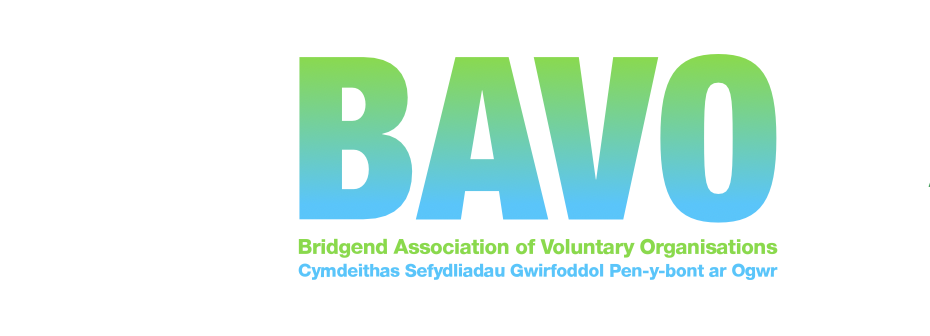 BAVO
Bridgend Association of Voluntary Organisations
Cymdeithas Sefydliadau Gwirfoddol Pen-y-bont ar Ogwr